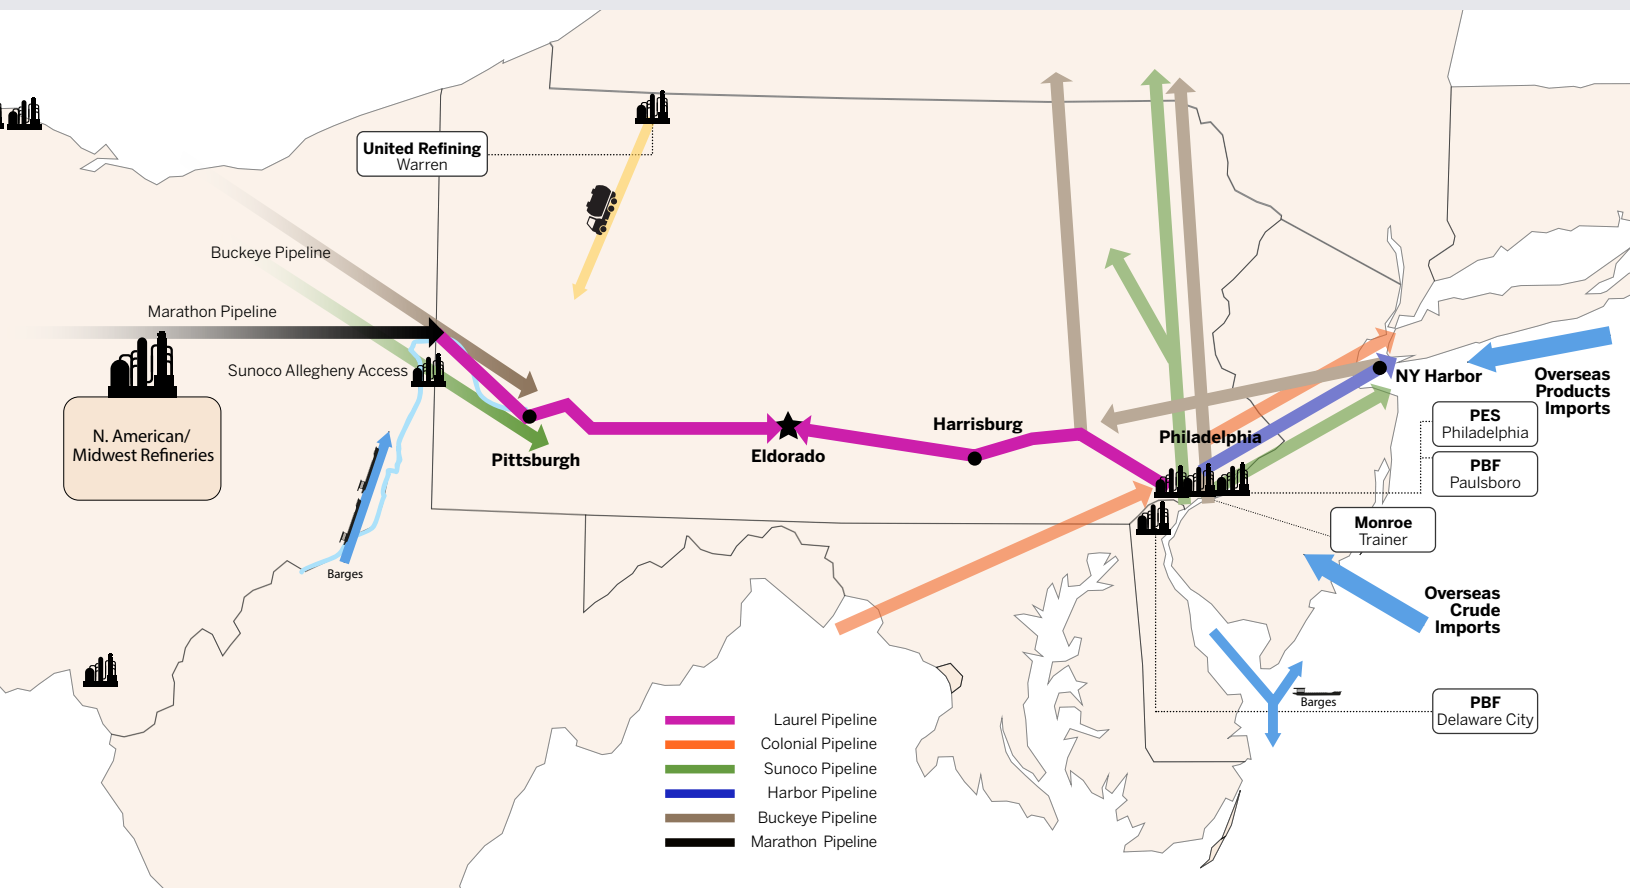 United Refining
Warren
Buckeye Pipeline
Marathon Pipeline
Sunoco Allegheny Access
N. American/
Midwest Refineries
Barges
Pittsburgh
Eldorado
Harrisburg
Philadelphia
NY Harbor
Overseas
Products
Imports
PES
Philadelphia
PBF
Paulsboro
Monroe
Trainer
Overseas
Crude
Imports
Barges
PBF
Delaware City
Laurel Pipeline
Colonial Pipeline
Sunoco Pipeline
Harbor Pipeline
Buckeye Pipeline
Marathon Pipeline